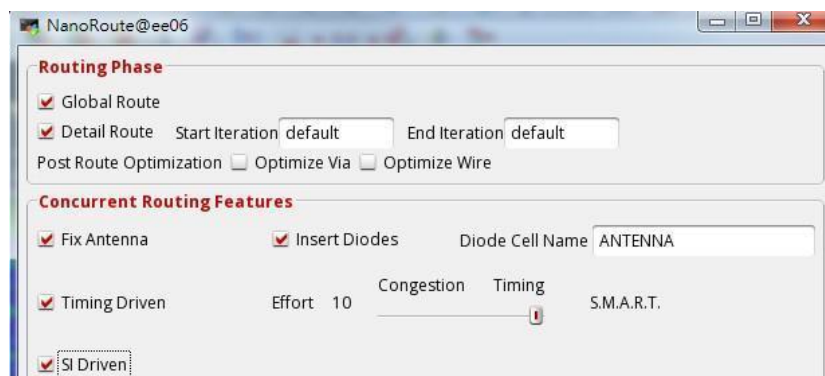 NanoRoute@ee06
Routing Phase
Global Route
Detail Route Start Iteration default End Iteration default
Post Route Optimization Optimize Via Optimize Wire
Concurrent Routing Features
Fix Antenna Insert Diodes Diode Cell Name ANTENNA
Congestion Timing
Timing Driven Effort 10 S.M.A.R.T.
SI Driven